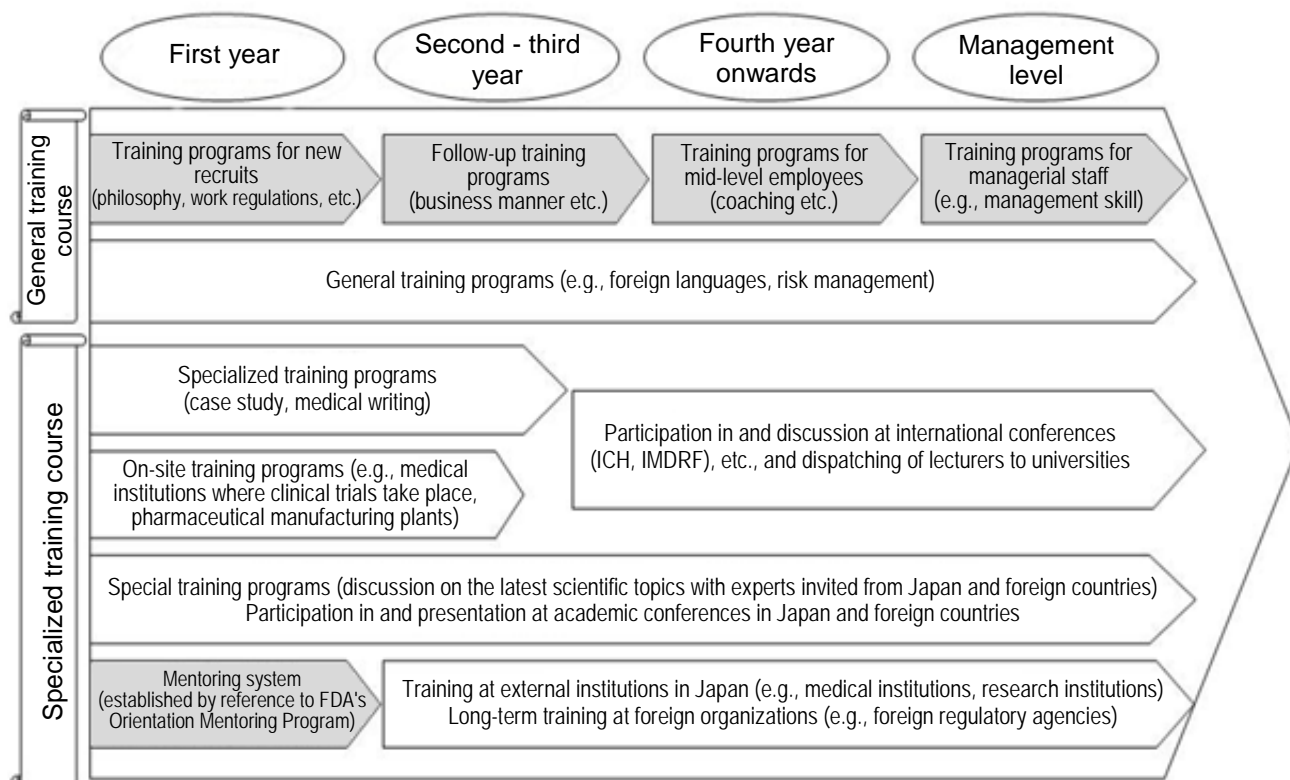 First year
Second - third
year
Fourth year
onwards
Management
level
General training
course
Training programs for new
recruits
(philosophy, work regulations, etc.)
Follow-up training
programs
(business manner etc.)
Training programs for
mid-level employees
(coaching etc.)
Training programs for
managerial staff
(e.g., management skill)
General training programs (e.g., foreign languages, risk management)
Specialized training course
Specialized training programs
(case study, medical writing)
On-site training programs (e.g., medical
institutions where clinical trials take place,
pharmaceutical manufacturing plants)
Participation in and discussion at international conferences
(ICH, IMDRF), etc., and dispatching of lecturers to universities
Special training programs (discussion on the latest scientific topics with experts invited from Japan and foreign countries)
Participation in and presentation at academic conferences in Japan and foreign countries
Mentoring system
(established by reference to FDA's
Orientation Mentoring Program)
Training at external institutions in Japan (e.g., medical institutions, research institutions)
Long-term training at foreign organizations (e.g., foreign regulatory agencies)